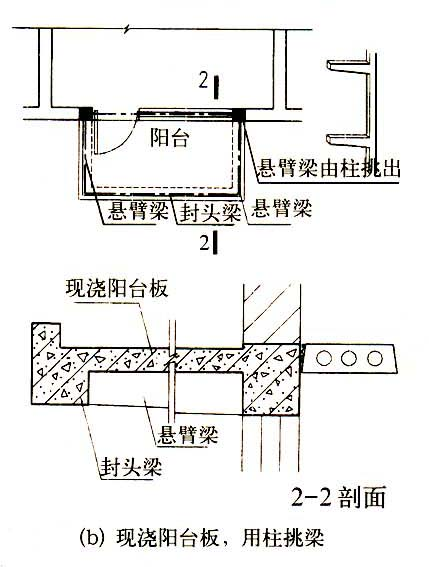 2
阳台
悬臂梁由柱挑出
悬臂梁 封头梁 悬臂梁
2
现浇阳台板
悬臂梁
封头梁
2-2剖面
(b) 现浇阳台板，用柱挑梁